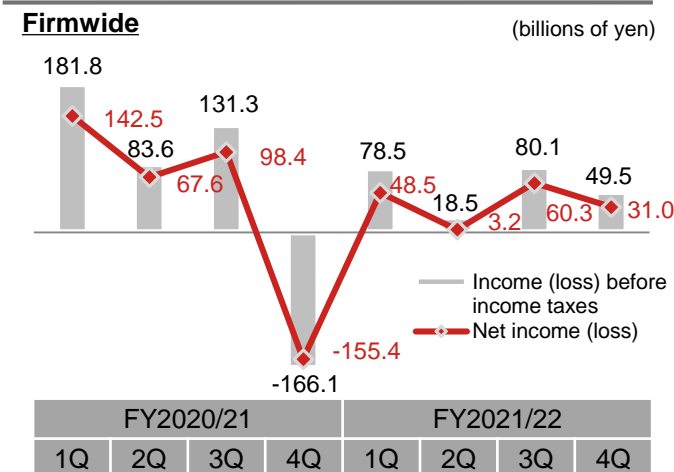 Firmwide
(billions of yen)
181.8
142.5
83.6
67.6
131.3
98.4
-155.4
-166.1
78.5
48.5
18.5
3.2
80.1
60.3
49.5
31.0
Income (loss) before
income taxes
Net income (loss)
FY2020/21 FY2021/22
1Q 2Q 3Q 4Q 1Q 2Q 3Q 4Q